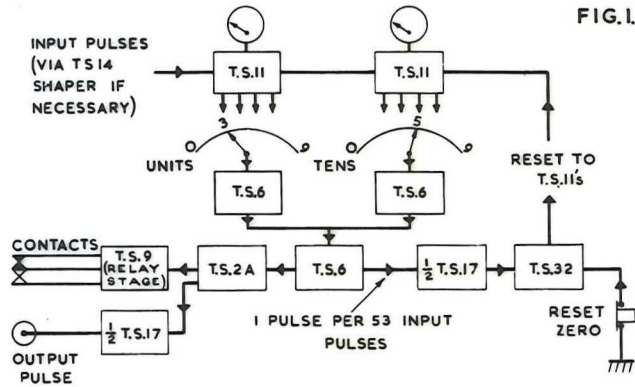 FIG.1.
INPUT PULSES
(VIA TS14
SHAPER IF
NECESSARY)
T.S.11
T.S.11
0
3
9
UNITS
0
5
9
TENS
T.S.6
T.S.6
RESET TO
T.S.11's
CONTACTS
T.S.9
(RELAY
STAGE)
T.S.2A
T.S.6
½ T.S.17
T.S.32
½ T.S.17
OUTPUT
PULSE
1 PULSE PER 53 INPUT
PULSES
RESET
ZERO